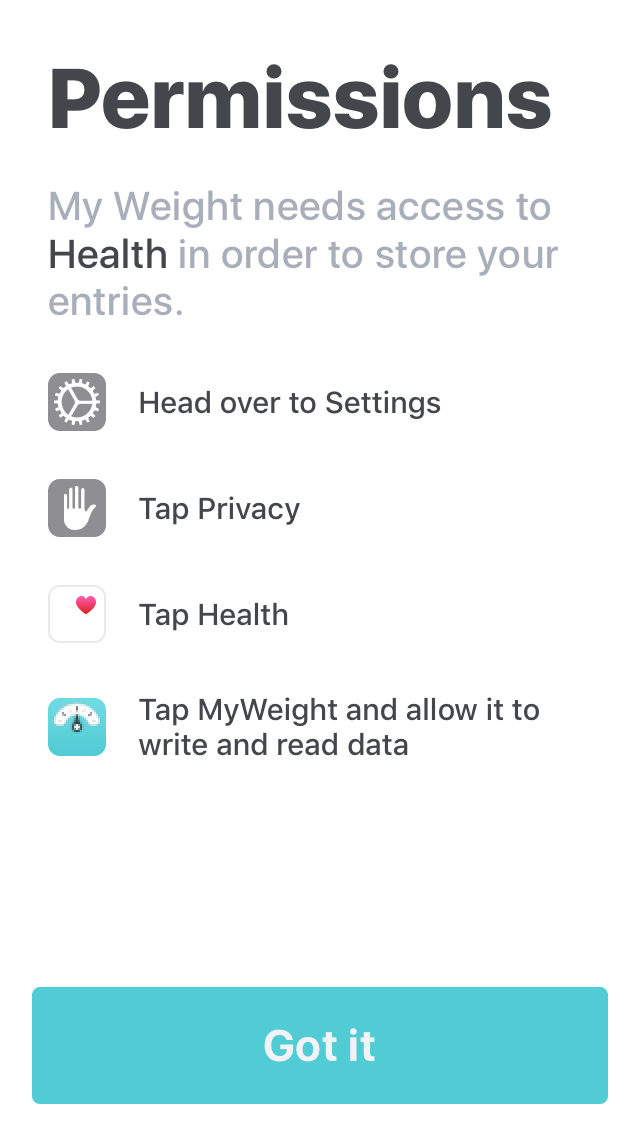 Permissions
My Weight needs access to
Health in order to store your
entries.
Head over to Settings
Tap Privacy
Tap Health
Tap MyWeight and allow it to
write and read data
Got it